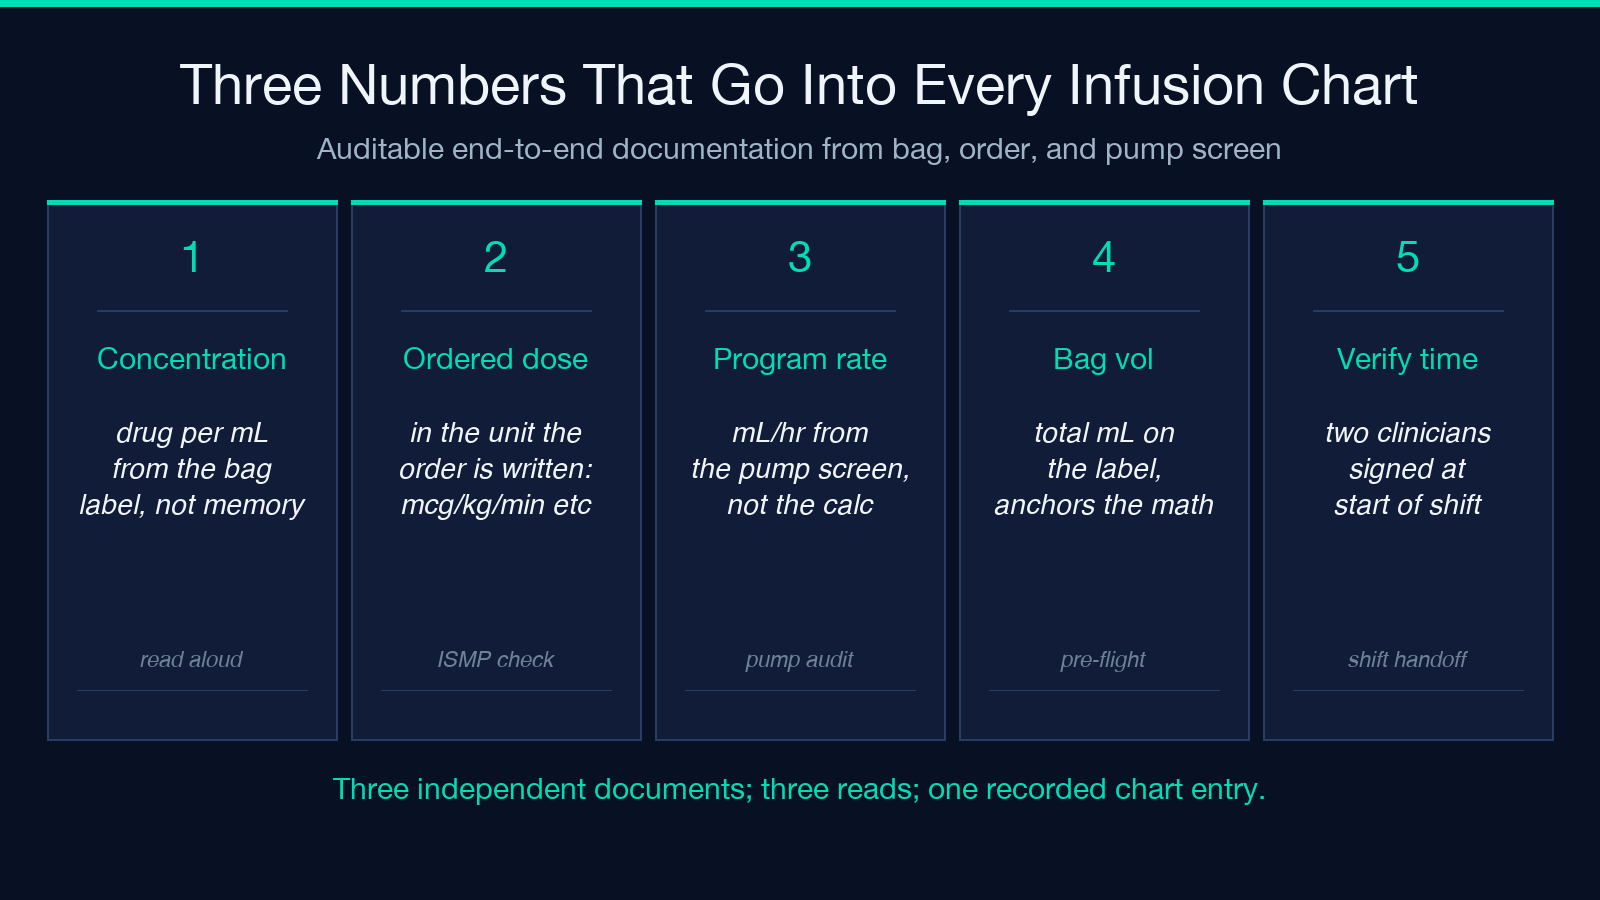 Three Numbers That Go Into Every Infusion Chart
Auditable end-to-end documentation from bag, order, and pump screen
1
Concentration
drug per mL
from the bag
label, not memory
read aloud
2
Ordered dose
in the unit the
order is written:
mcg/kg/min etc
ISMP check
3
Program rate
mL/hr from
the pump screen,
not the calc
pump audit
4
Bag vol
total mL on
the label,
anchors the math
pre-flight
5
Verify time
two clinicians
signed at
start of shift
shift handoff
Three independent documents; three reads; one recorded chart entry.